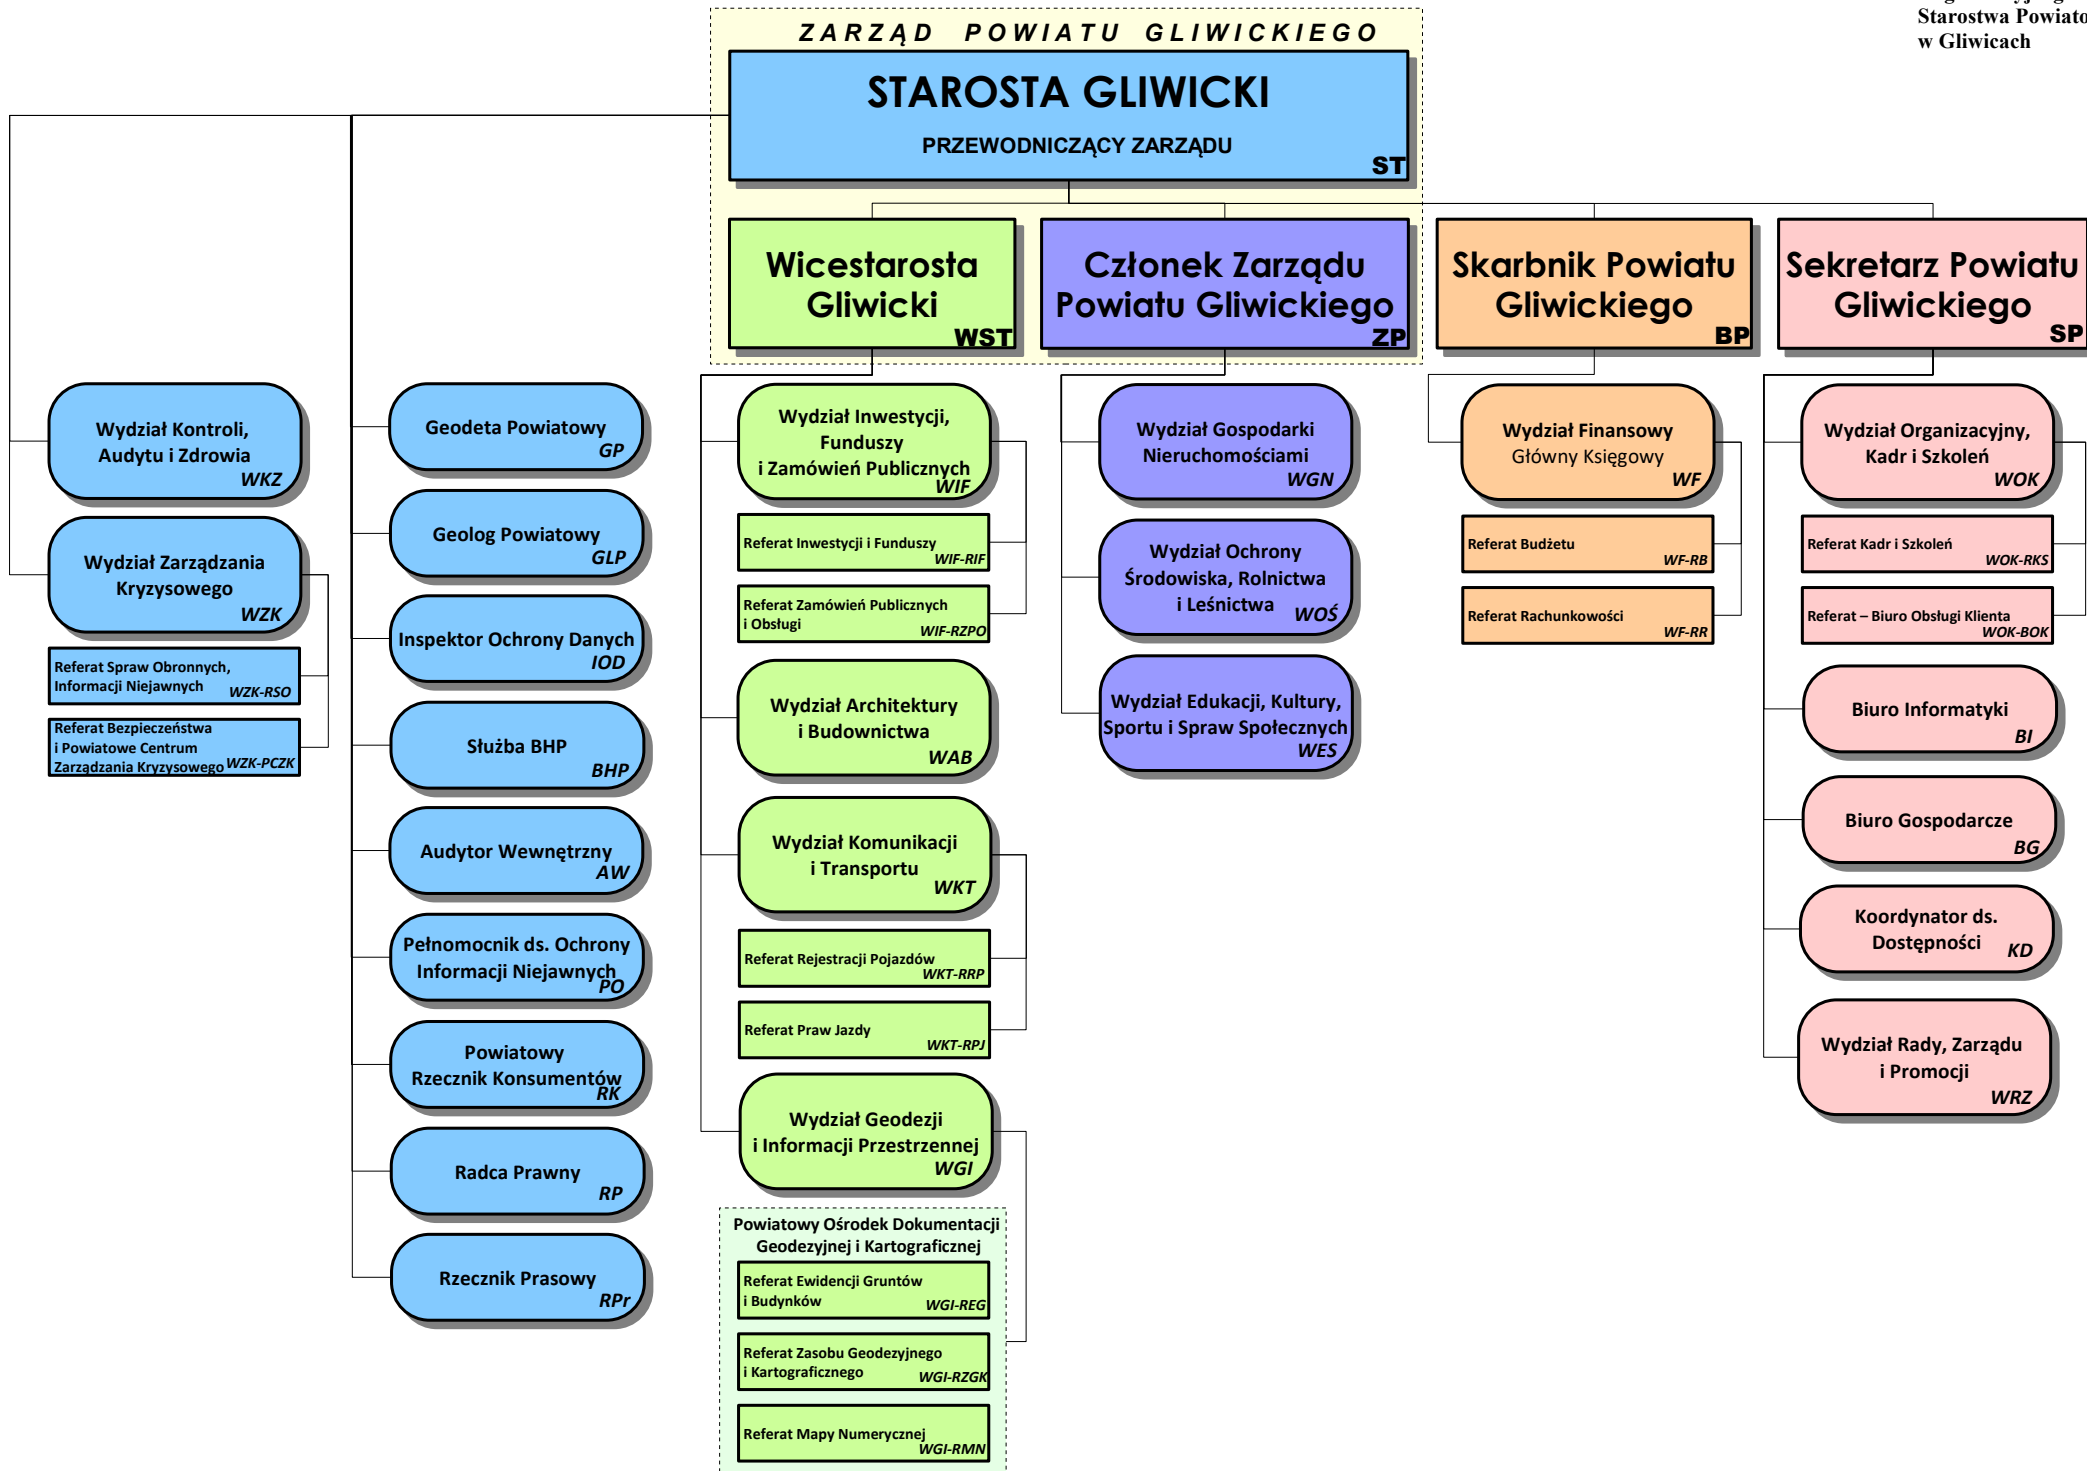 Starostwa Powiato
w Gliwicach
ZARZĄD POWIATU GLIWICKIEGO
STAROSTA GLIWICKI
PRZEWODNICZĄCY ZARZĄDU
ST
Wicestarosta
Gliwicki
WST
Członek Zarządu
Powiatu Gliwickiego
ZP
Skarbnik Powiatu
Gliwickiego
BP
Sekretarz Powiatu
Gliwickiego
SP
Wydział Kontroli,
Audytu i Zdrowia
WKZ
Wydział Zarządzania
Kryzysowego
WZK
Referat Spraw Obronnych,
Informacji Niejawnych WZK-RSO
Referat Bezpieczeństwa
i Powiatowe Centrum
Zarządzania Kryzysowego WZK-PCZK
Geodeta Powiatowy
GP
Geolog Powiatowy
GLP
Inspektor Ochrony Danych
IOD
Służba BHP
BHP
Audytor Wewnętrzny
AW
Pełnomocnik ds. Ochrony
Informacji Niejawnych
PO
Powiatowy
Rzecznik Konsumentów
RK
Radca Prawny
RP
Rzecznik Prasowy
RPr
Wydział Inwestycji,
Funduszy
i Zamówień Publicznych
WIF
Referat Inwestycji i Funduszy
WIF-RIF
Referat Zamówień Publicznych
i Obsługi WIF-RZPO
Wydział Architektury
i Budownictwa
WAB
Wydział Komunikacji
i Transportu
WKT
Referat Rejestracji Pojazdów
WKT-RRP
Referat Praw Jazdy
WKT-RPJ
Wydział Geodezji
i Informacji Przestrzennej
WGI
Powiatowy Ośrodek Dokumentacji
Geodezyjnej i Kartograficznej
Referat Ewidencji Gruntów
i Budynków WGI-REG
Referat Zasobu Geodezyjnego
i Kartograficznego WGI-RZGK
Referat Mapy Numerycznej
WGI-RMN
Wydział Gospodarki
Nieruchomościami
WGN
Wydział Ochrony
Środowiska, Rolnictwa
i Leśnictwa
WOŚ
Wydział Edukacji, Kultury,
Sportu i Spraw Społecznych
WES
Wydział Finansowy
Główny Księgowy
WF
Referat Budżetu
WF-RB
Referat Rachunkowości
WF-RR
Wydział Organizacyjny,
Kadr i Szkoleń
WOK
Referat Kadr i Szkoleń
WOK-RKS
Referat – Biuro Obsługi Klienta
WOK-BOK
Biuro Informatyki
BI
Biuro Gospodarcze
BG
Koordynator ds.
Dostępności
KD
Wydział Rady, Zarządu
i Promocji
WRZ